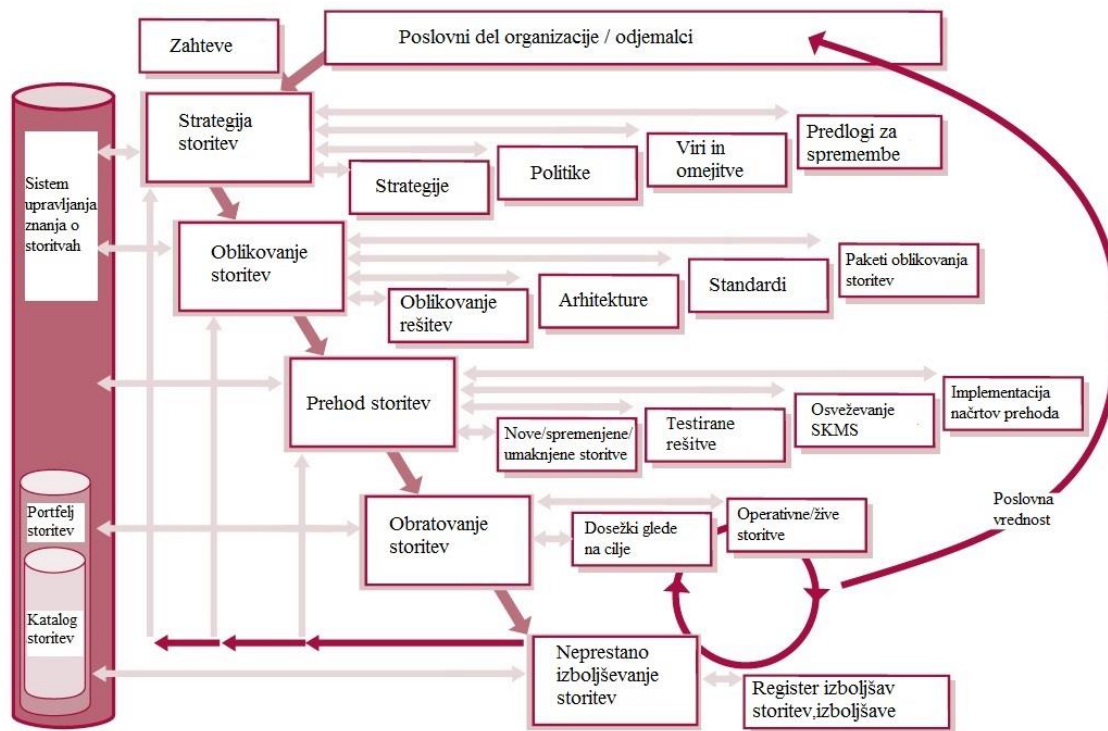 Zahteve
Poslovni del organizacije / odjemalci
Strategija
storitev
Strategije
Politike
Viri in
omejitve
Predlogi za
spremembe
Sistem
upravljanja
znanja o
storitvah
Oblikovanje
storitev
Oblikovanje
rešitev
Arhitekture
Standardi
Paketi oblikovanja
storitev
Prehod storitev
Nove/spremenjene/
umaknjene storitve
Testirane
rešitve
Osveževanje
SKMS
Implementacija
načrtov prehoda
Portfelj
storitev
Obratovanje
storitev
Dosežki glede
na cilje
Operativne/žive
storitve
Poslovna
vrednost
Katalog
storitev
Neprestano
izboljševanje
storitev
Register izboljšav
storitev,izboljšave